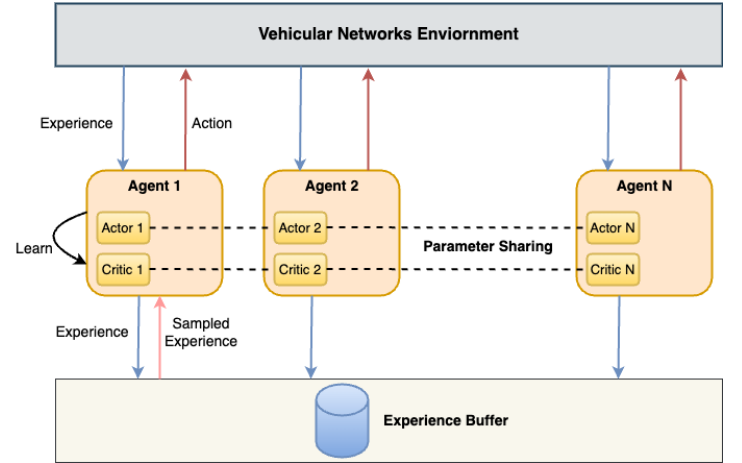 Vehicular Networks Enviornment
Experience
Action
Agent 1
Agent 2
Agent N
Actor 1
Actor 2
Actor N
Learn
Parameter Sharing
Critic 1
Critic 2
Critic N
Experience
Sampled
Experience
Experience Buffer